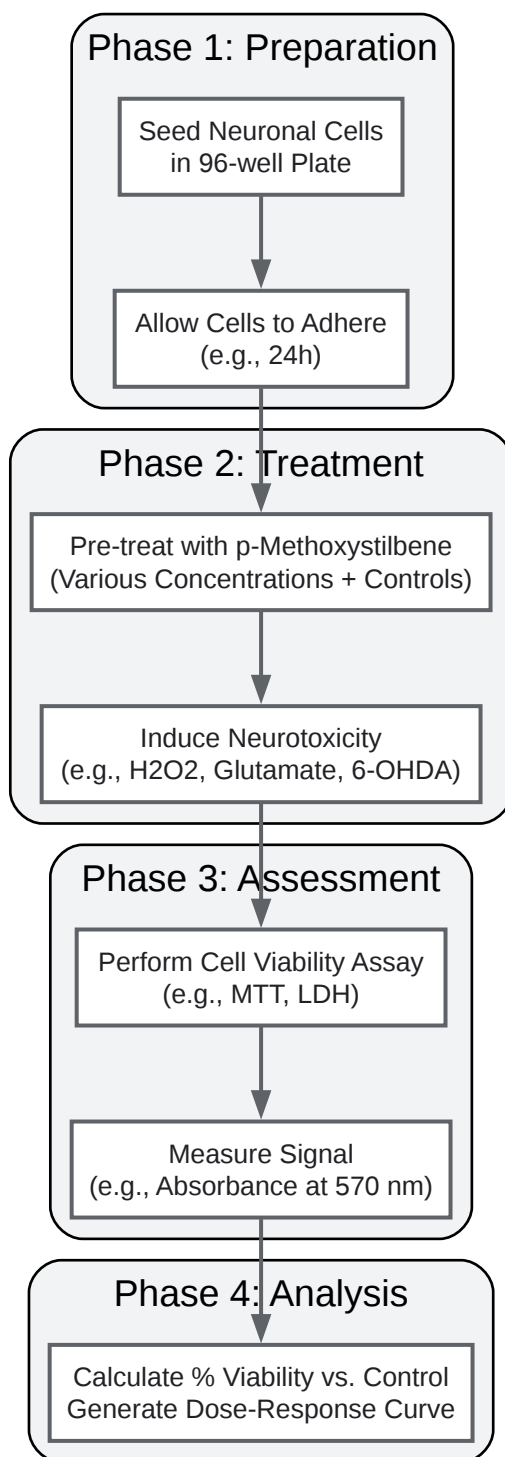 Phase 1: Preparation
Seed Neuronal Cells
in 96-well Plate
Allow Cells to Adhere
(e.g., 24h)
Phase 2: Treatment
Pre-treat with p-Methoxystilbene
(Various Concentrations + Controls)
Induce Neurotoxicity
(e.g., H2O2, Glutamate, 6-OHDA)
Phase 3: Assessment
Perform Cell Viability Assay
(e.g., MTT, LDH)
Measure Signal
(e.g., Absorbance at 570 nm)
Phase 4: Analysis
Calculate % Viability vs. Control
Generate Dose-Response Curve